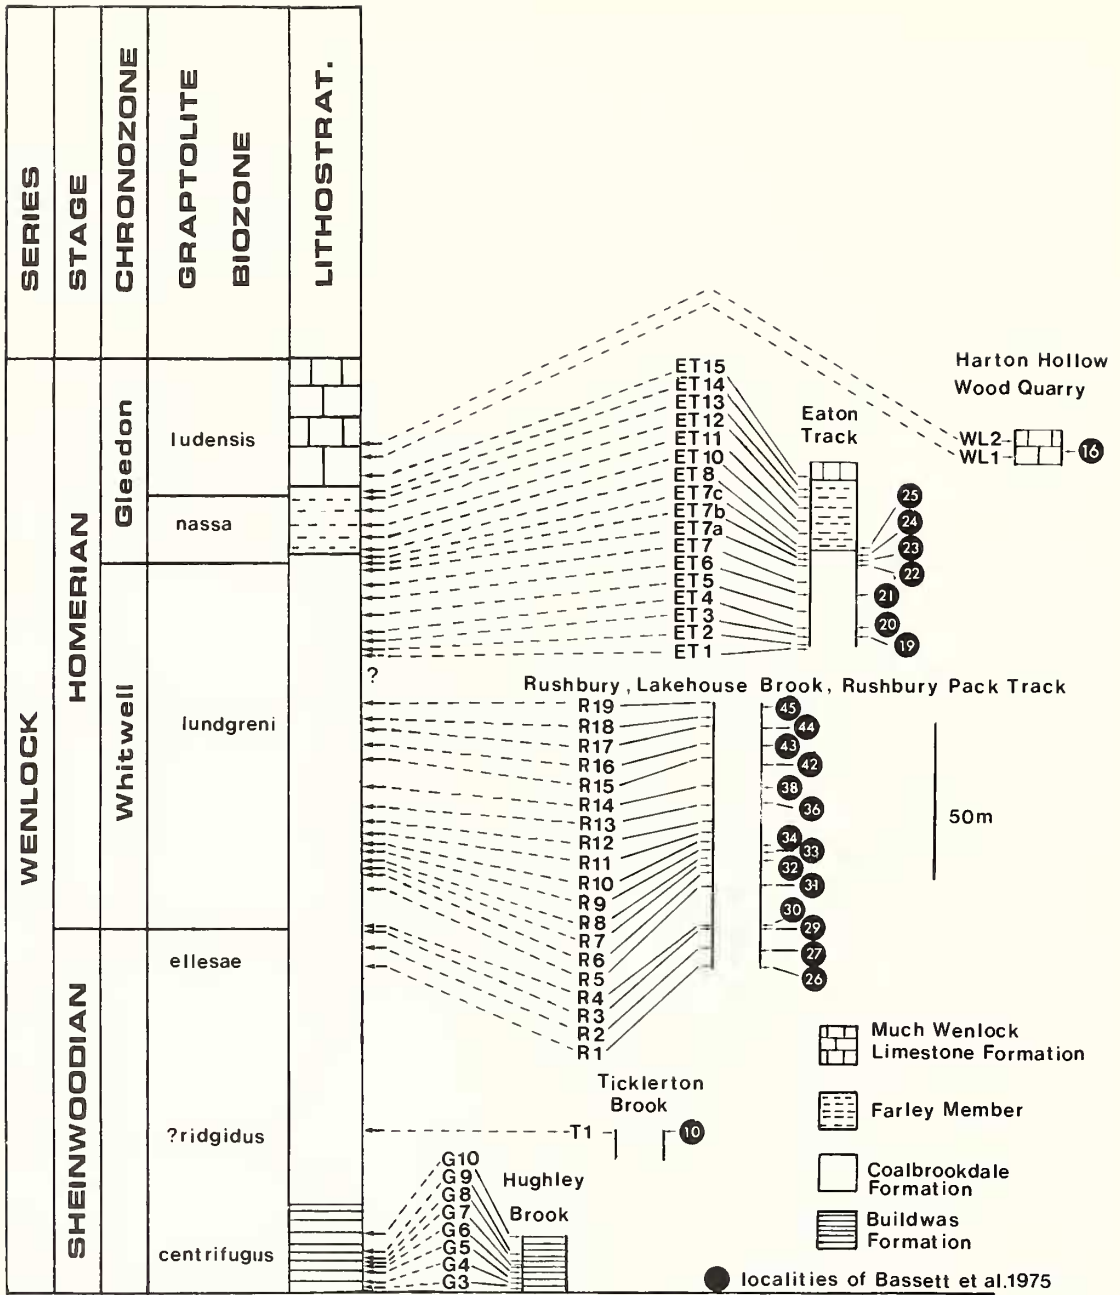 SERIES
STAGE
CHRONOZONE
GRAPTOLITE
BIOZONE
LITHOSTRAT.
WENLOCK
HOMERIAN
SHEINWOODIAN
Gleedon
Whitwell
ludensis
nassa
lundgreni
ellesae
?ridgidus
centrifugus
Harton Hollow
Wood Quarry
WL2
WL1
16
Eaton
Track
ET15
ET14
ET13
ET12
ET11
ET10
ET8
ET7c
ET7b
ET7a
ET7
ET6
ET5
ET4
ET3
ET2
ET1
25
24
23
22
21
20
19
?
Rushbury, Lakehouse Brook, Rushbury Pack Track
R19
R18
R17
R16
R15
R14
R13
R12
R11
R10
R9
R8
R7
R6
R5
R4
R3
R2
R1
45
44
43
42
38
36
34
33
32
31
30
29
27
26
50m
Ticklerton
Brook
T1
10
Hughley
Brook
G10
G9
G8
G7
G6
G5
G4
G3
Much Wenlock
Limestone Formation
Farley Member
Coalbrookdale
Formation
Buildwas
Formation
localities of Bassett et al.1975